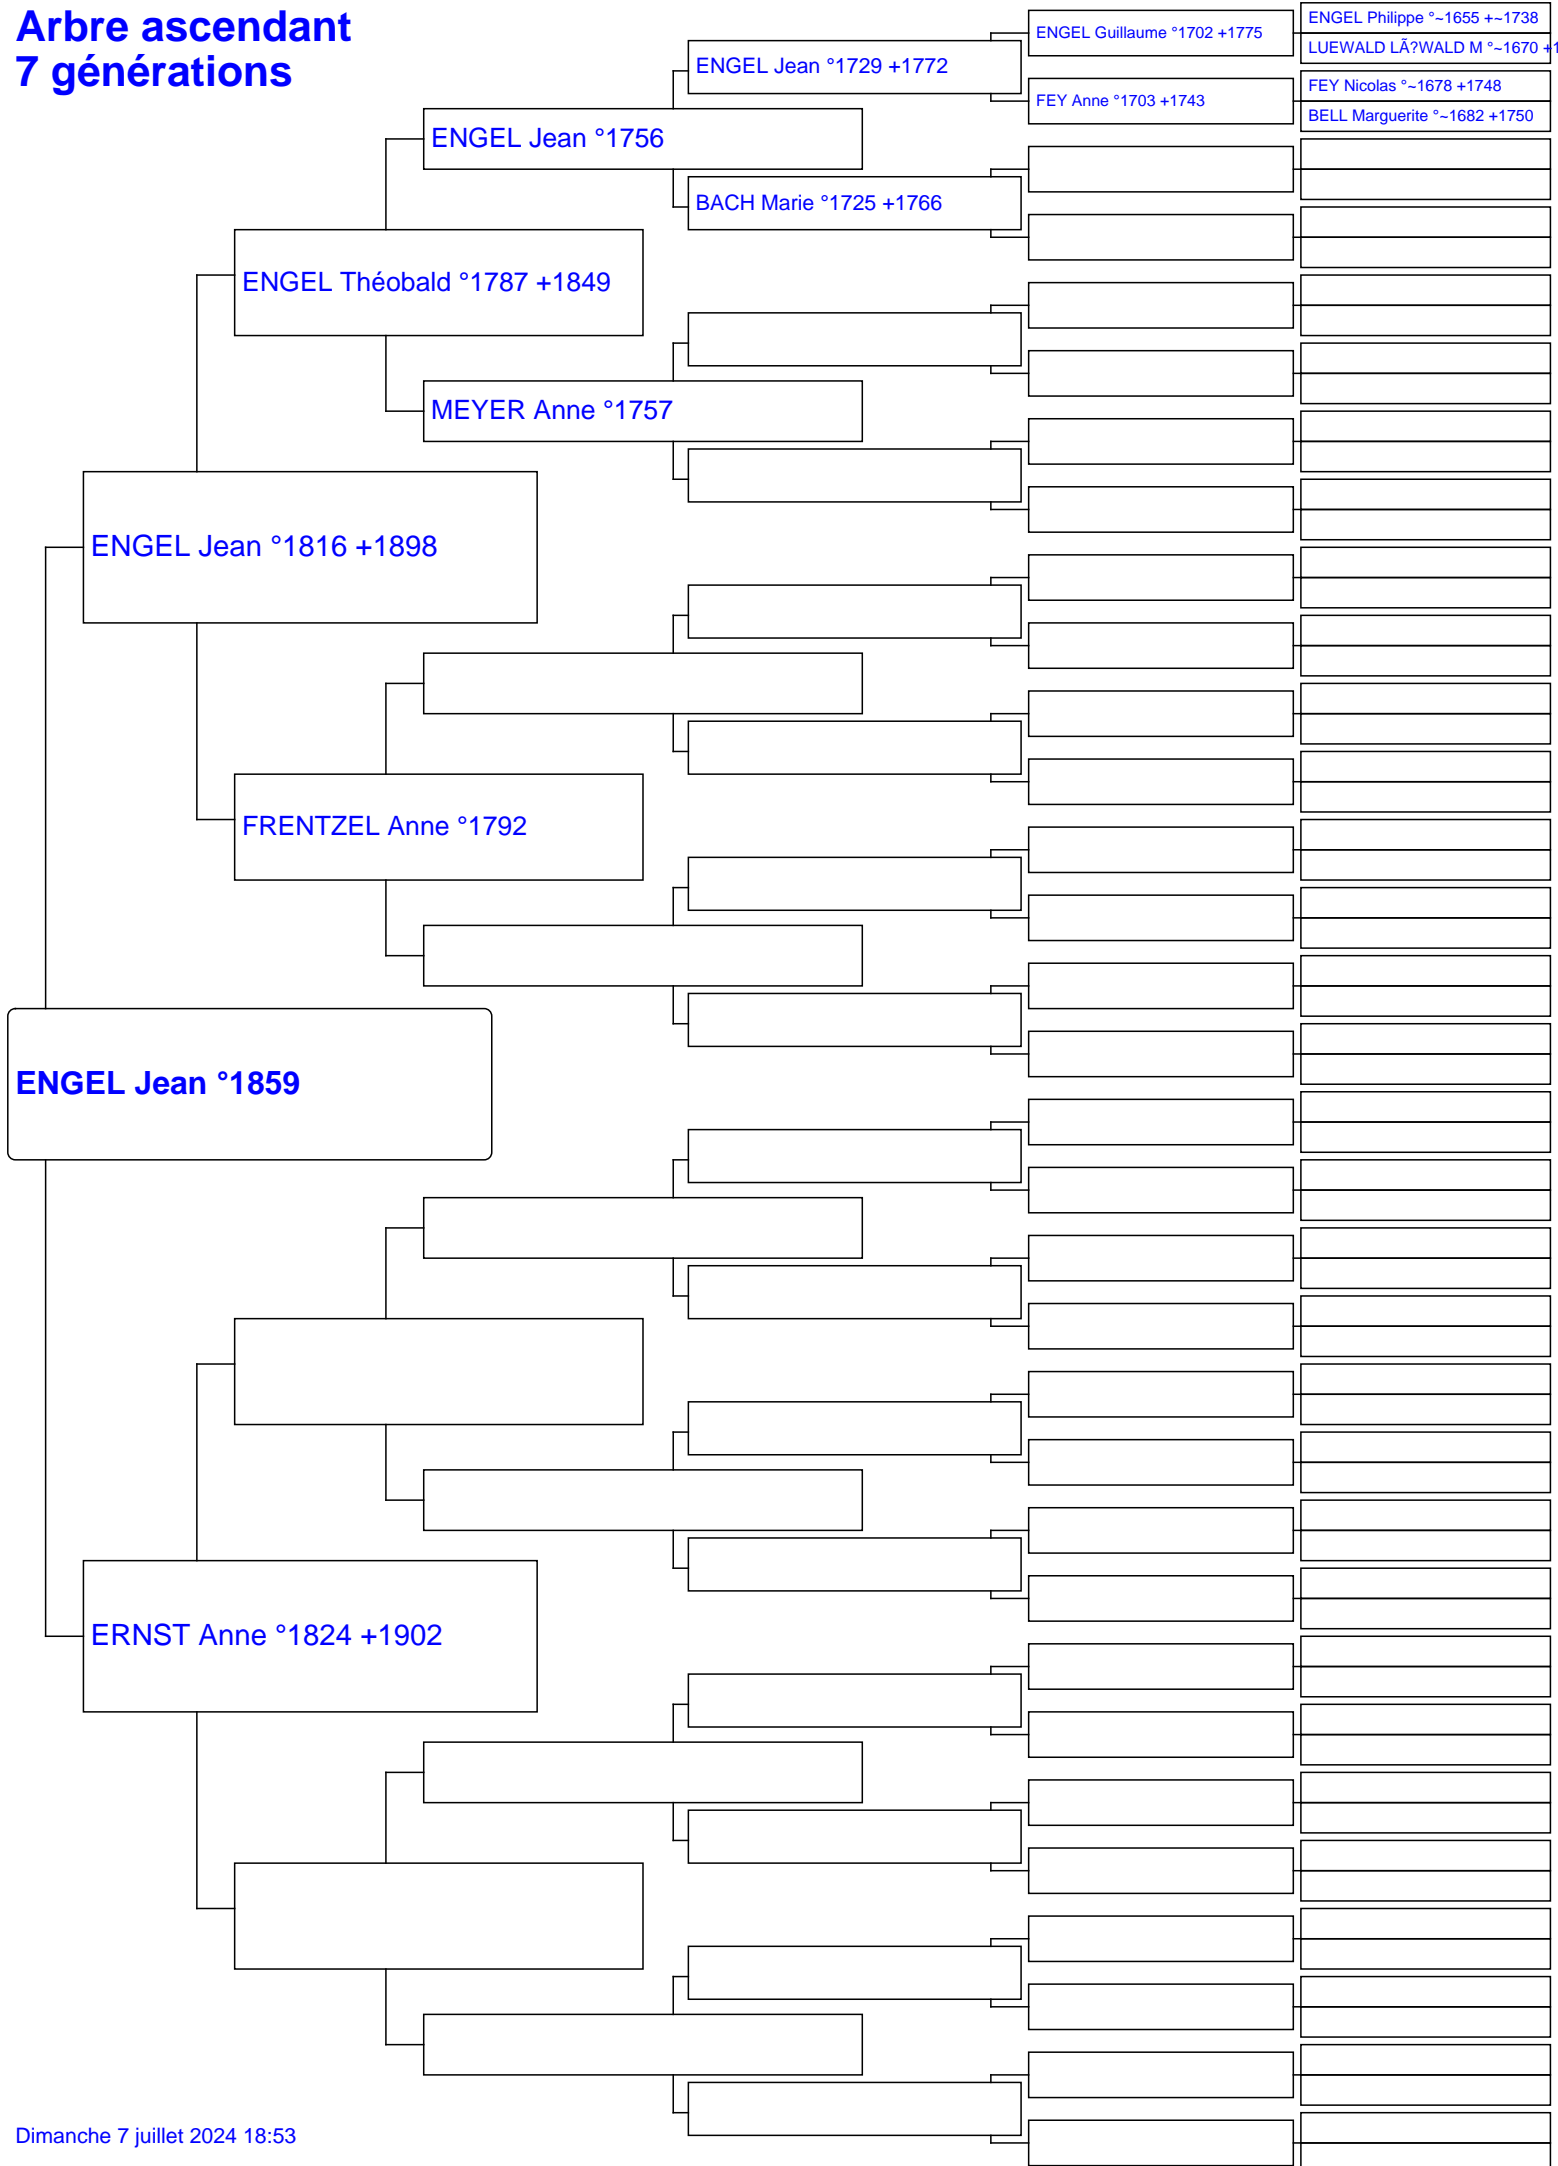 Arbre ascendant
7 générations
ENGEL Philippe °~1655 +~1738
ENGEL Guillaume °1702 +1775
LUEWALD LÃ?WALD M °~1670 +1
ENGEL Jean °1729 +1772
FEY Nicolas °~1678 +1748
FEY Anne °1703 +1743
BELL Marguerite °~1682 +1750
ENGEL Jean °1756
BACH Marie °1725 +1766
ENGEL Théobald °1787 +1849
MEYER Anne °1757
ENGEL Jean °1816 +1898
FRENTZEL Anne °1792
ENGEL Jean °1859
ERNST Anne °1824 +1902
Dimanche 7 juillet 2024 18:53